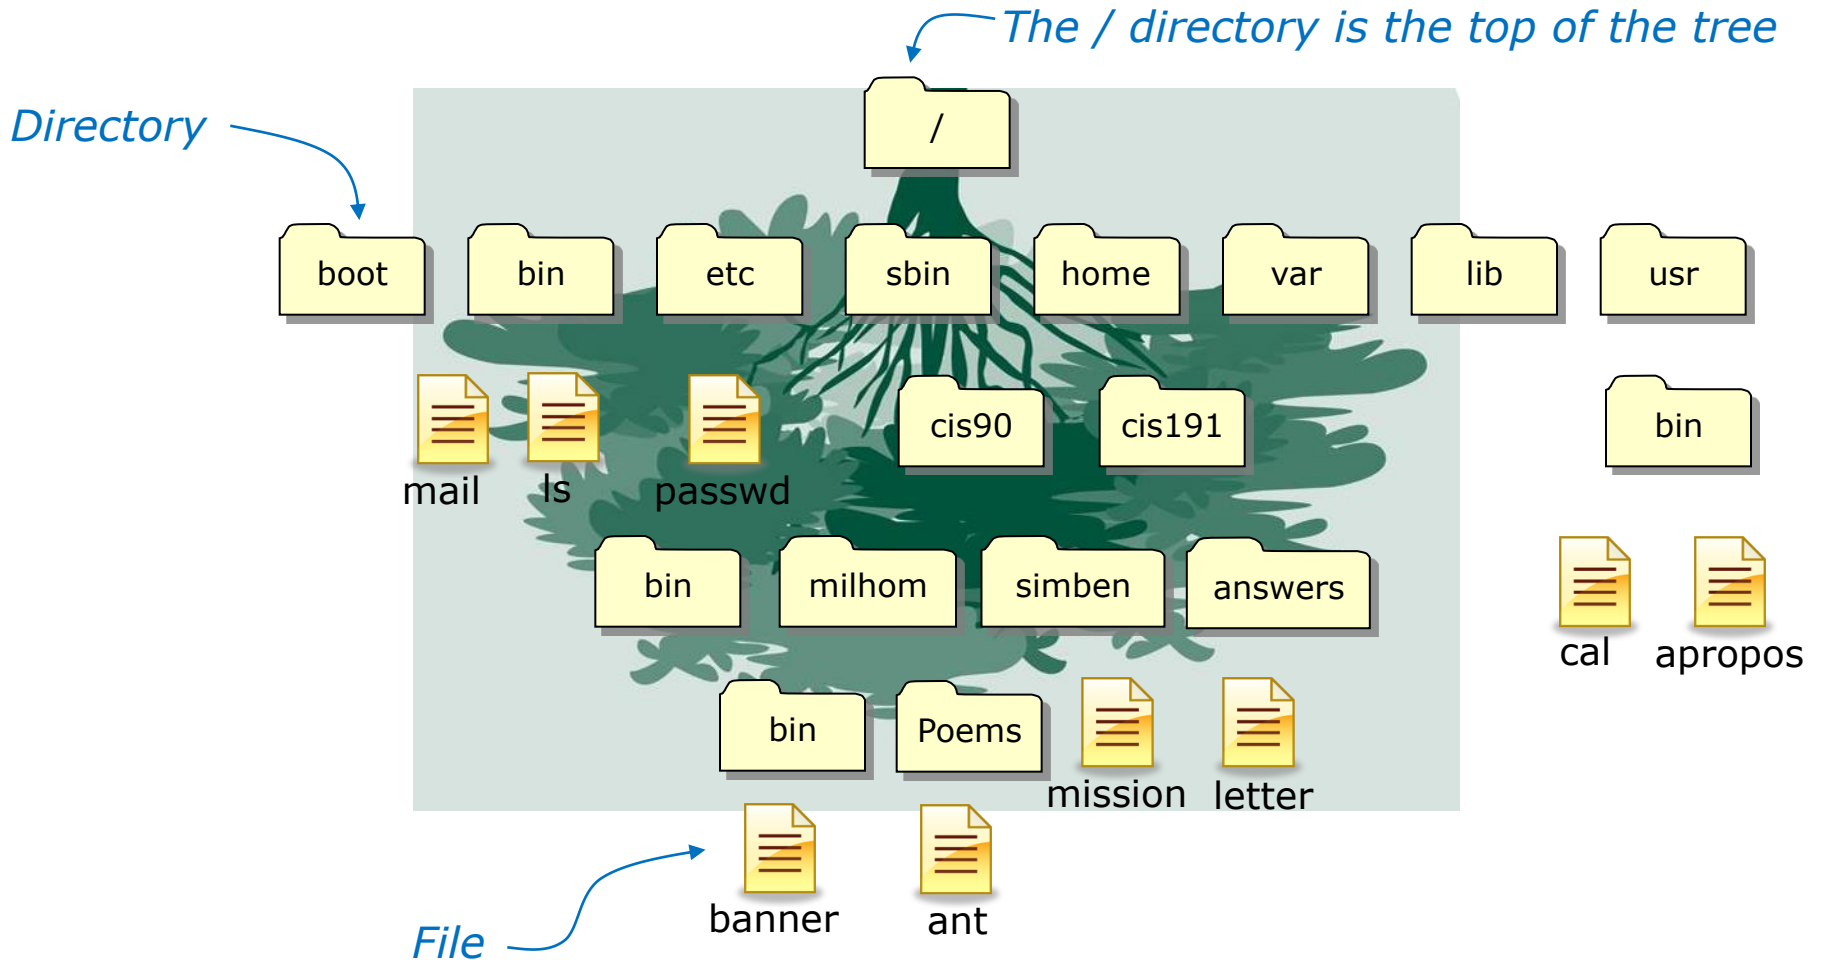 The / directory is the top of the tree
Directory
/
boot bin etc sbin home var lib usr
cis90 cis191 bin
mail ls passwd
bin milhom simben answers
cal apropos
bin Poems
mission letter
banner ant
File